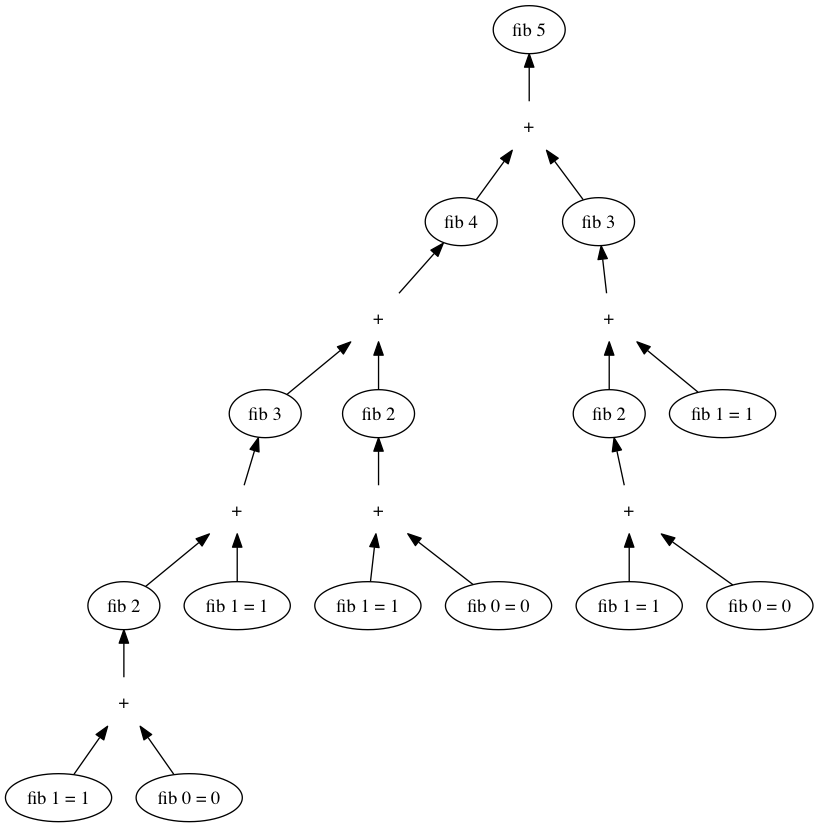 fib 5
+
fib 4 fib 3
+ +
fib 3 fib 2 fib 2 fib 1 = 1
+ + +
fib 2 fib 1 = 1 fib 1 = 1 fib 0 = 0 fib 1 = 1 fib 0 = 0
+
fib 1 = 1 fib 0 = 0